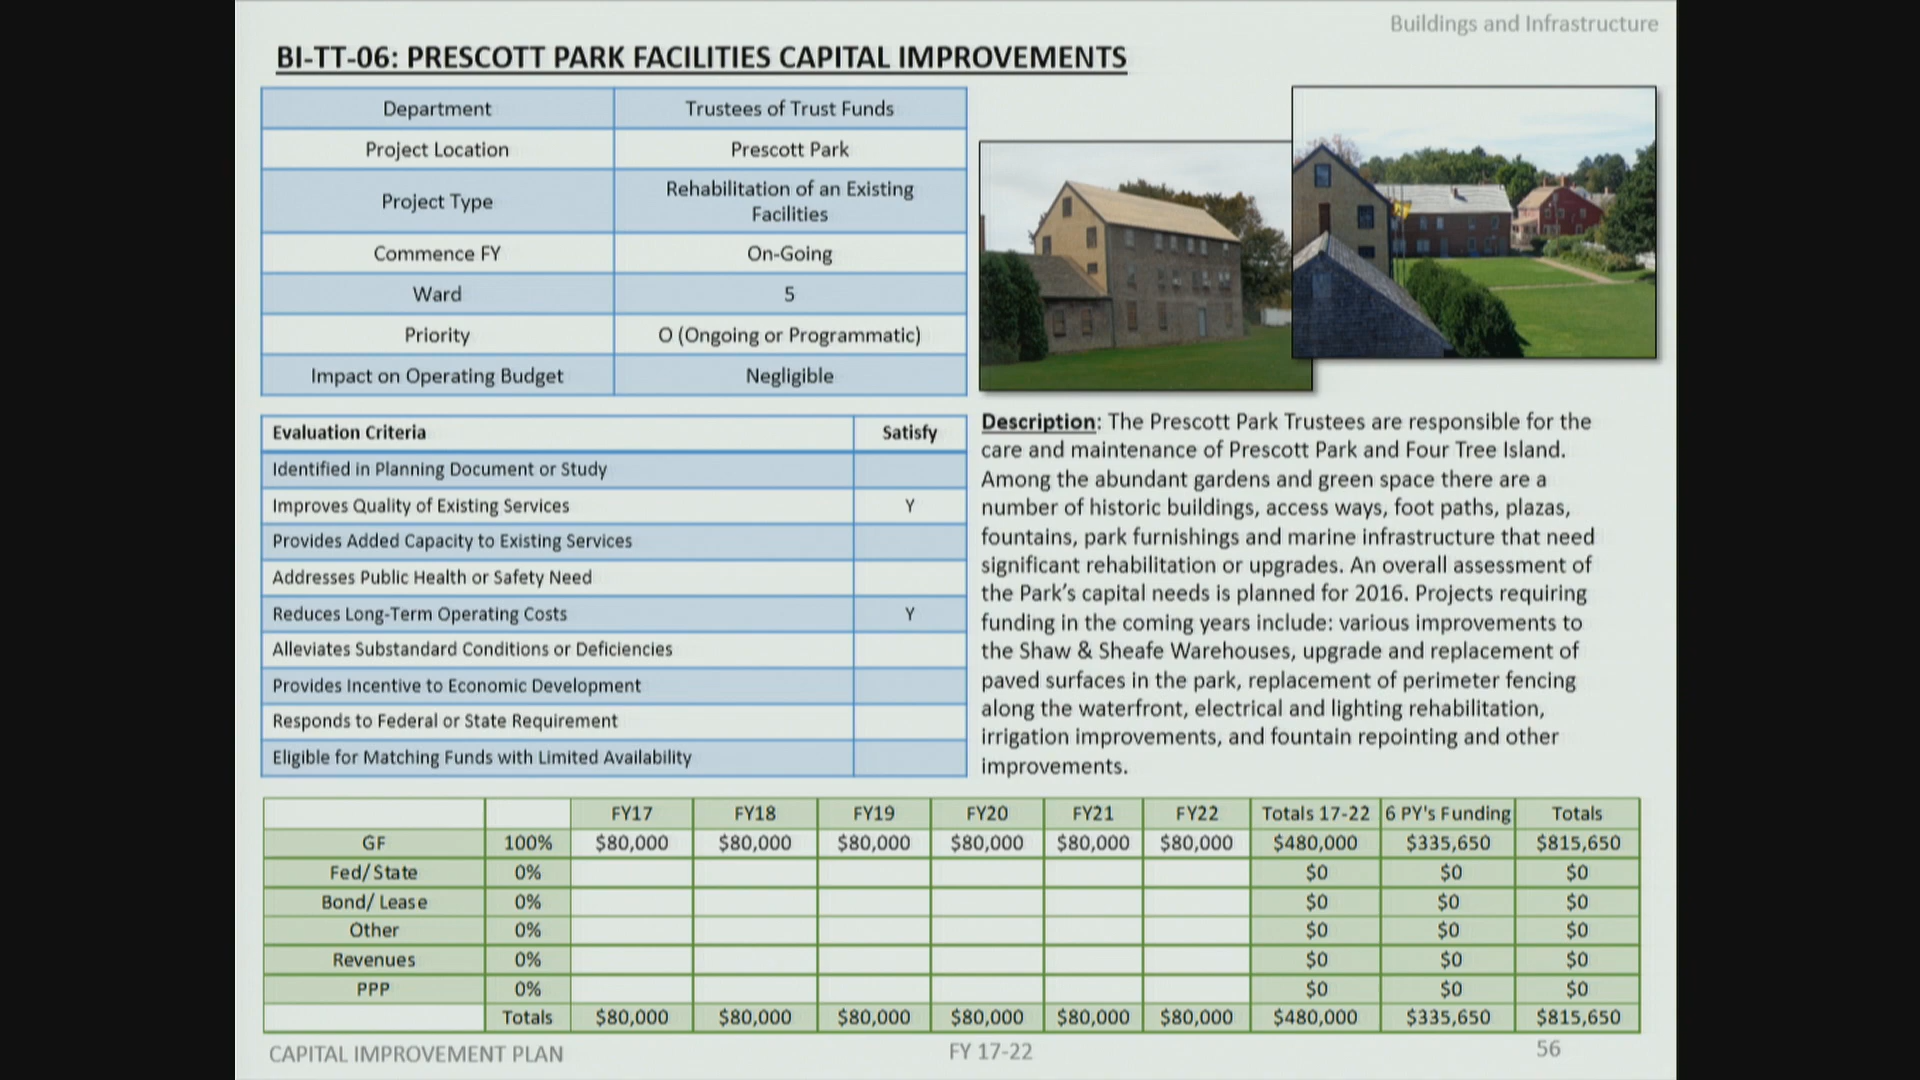 Buildings and Infrastructure
BI-TT-06: PRESCOTT PARK FACILITIES CAPITAL IMPROVEMENTS
Department Trustees of Trust Funds
Project Location Prescott Park
Project Type Rehabilitation of an Existing
Facilities
Commence FY On-Going
Ward 5
Priority O (Ongoing or Programmatic)
Impact on Operating Budget Negligible
Evaluation Criteria Satisfy
Identified in Planning Document or Study
Improves Quality of Existing Services Y
Provides Added Capacity to Existing Services
Addresses Public Health or Safety Need
Reduces Long-Term Operating Costs Y
Alleviates Substandard Conditions or Deficiencies
Provides Incentive to Economic Development
Responds to Federal or State Requirement
Eligible for Matching Funds with Limited Availability
Description: The Prescott Park Trustees are responsible for the
care and maintenance of Prescott Park and Four Tree Island.
Among the abundant gardens and green space there are a
number of historic buildings, access ways, foot paths, plazas,
fountains, park furnishings and marine infrastructure that need
significant rehabilitation or upgrades. An overall assessment of
the Park's capital needs is planned for 2016. Projects requiring
funding in the coming years include: various improvements to
the Shaw & Sheafe Warehouses, upgrade and replacement of
paved surfaces in the park, replacement of perimeter fencing
along the waterfront, electrical and lighting rehabilitation,
irrigation improvements, and fountain repointing and other
improvements.
FY17 FY18 FY19 FY20 FY21 FY22 Totals 17-22 6 PY's Funding Totals
GF 100% $80,000 $80,000 $80,000 $80,000 $80,000 $80,000 $480,000 $335,650 $815,650
Fed/ State 0% $0 $0 $0
Bond/ Lease 0% $0 $0 $0
Other 0% $0 $0 $0
Revenues 0% $0 $0 $0
PPP 0% $0 $0 $0
Totals $80,000 $80,000 $80,000 $80,000 $80,000 $80,000 $480,000 $335,650 $815,650
CAPITAL IMPROVEMENT PLAN FY 17-22 56